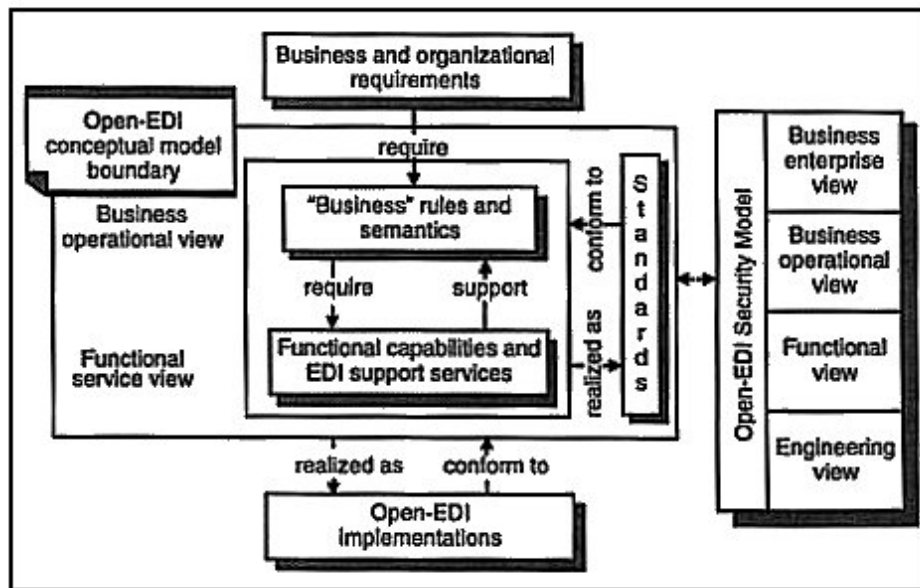 Business and organizational
requirements
Open-EDI
conceptual model
boundary
require
Business
operational view
"Business" rules and
semantics
conform to
Standards
require
support
Functional
service view
Functional capabilities and
EDI support services
realized as
realized as
conform to
Open-EDI
Implementations
Open-EDI Security Model
Business
enterprise
view
Business
operational
view
Functional
view
Engineering
view